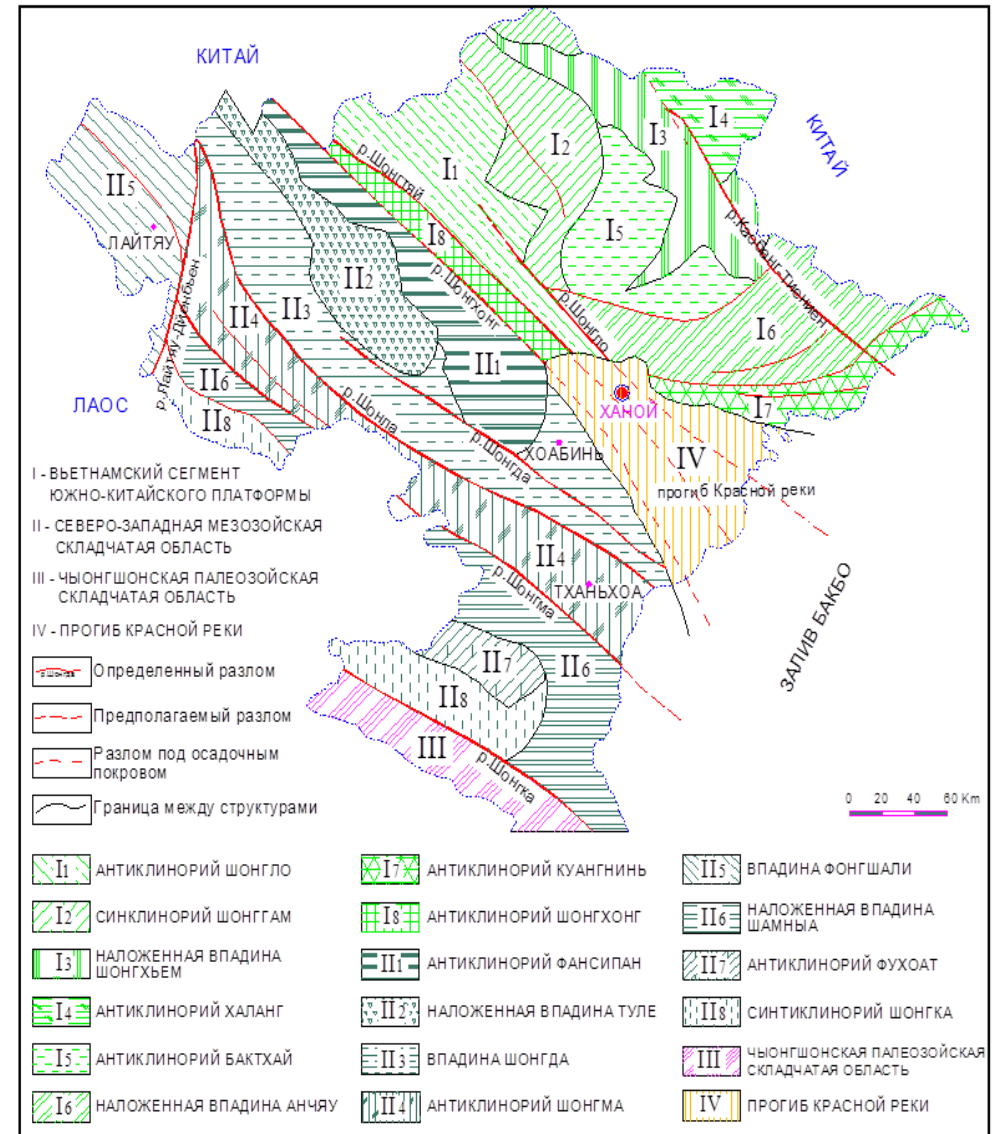 КИТАЙ
КИТАЙ
I1
I2
I3
I4
I5
I6
I7
I8
II5
ЛАЙТЯУ
р.Шонгтяй
р.Каобанг-Тиениен
р.Шонгхонг
р.Шонгло
II2
II3
II4
II1
II6
II8
р.Лайтяу-Дионбьен
ЛАОС
р.Шонла
р.Шонгда
ХАНОЙ
ХОАБИНЬ
IV
прогиб Красной реки
I - ВЬЕТНАМСКИЙ СЕГМЕНТ
ЮЖНО-КИТАЙСКОГО ПЛАТФОРМЫ
II - СЕВЕРО-ЗАПАДНАЯ МЕЗОЗОЙСКАЯ
СКЛАДЧАТАЯ ОБЛАСТЬ
III - ЧЫОНГШОНСКАЯ ПАЛЕОЗОЙСКАЯ
СКЛАДЧАТАЯ ОБЛАСТЬ
IV - ПРОГИБ КРАСНОЙ РЕКИ
II4
ТХАНЬХОА
р.Шонгма
ЗАЛИВ БАКБО
II7
II6
II8
III
р.Шонгка
Определенный разлом
Предполагаемый разлом
Разлом под осадочным
покровом
Граница между структурами
0 20 40 60 Km
I1 АНТИКЛИНОРИЙ ШОНГЛО
I2 СИНКЛИНОРИЙ ШОНГГАМ
I3 НАЛОЖЕННАЯ ВПАДИНА
ШОНГХЬЕМ
I4 АНТИКЛИНОРИЙ ХАЛАНГ
I5 АНТИКЛИНОРИЙ БАКТХАЙ
I6 НАЛОЖЕННАЯ ВПАДИНА АНЧЯУ
I7 АНТИКЛИНОРИЙ КУАНГНИНЬ
I8 АНТИКЛИНОРИЙ ШОНГХОНГ
II1 АНТИКЛИНОРИЙ ФАНСИПАН
II2 НАЛОЖЕННАЯ ВПАДИНА ТУЛЕ
II3 ВПАДИНА ШОНГДА
II4 АНТИКЛИНОРИЙ ШОНГМА
II5 ВПАДИНА ФОНГШАЛИ
II6 НАЛОЖЕННАЯ ВПАДИНА
ШАМНЫА
II7 АНТИКЛИНОРИЙ ФУХОАТ
II8 СИНТИКЛИНОРИЙ ШОНГКА
III ЧЫОНГШОНСКАЯ ПАЛЕОЗОЙСКАЯ
СКЛАДЧАТАЯ ОБЛАСТЬ
IV ПРОГИБ КРАСНОЙ РЕКИ